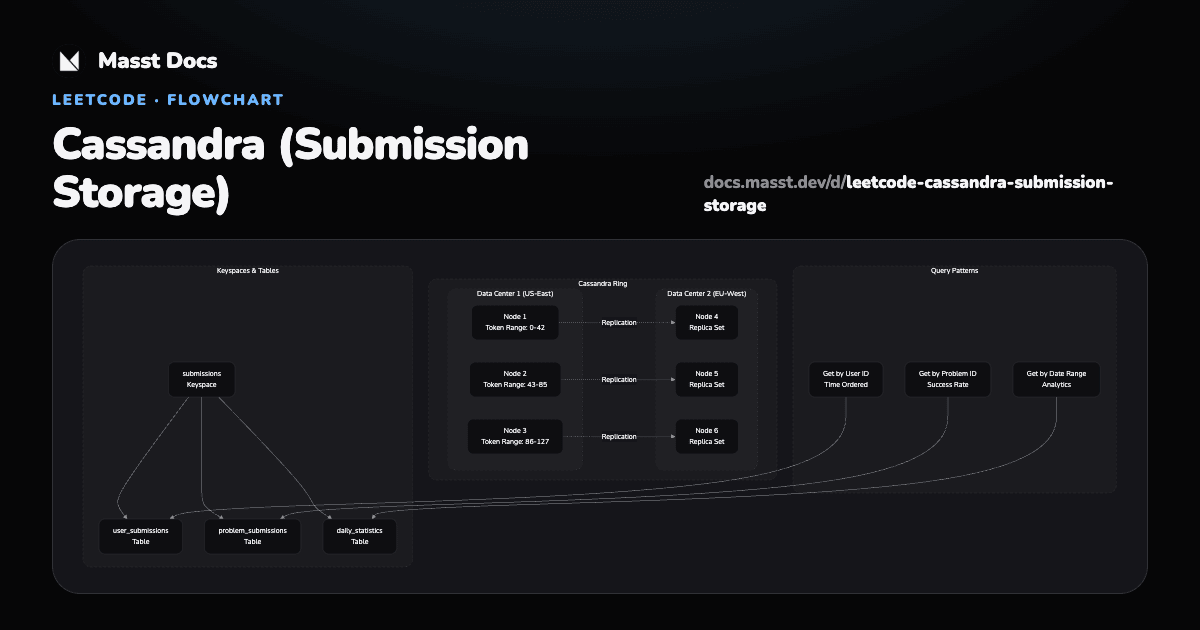 Masst Docs
LEETCODE · FLOWCHART
Cassandra (Submission
Storage)
docs.masst.dev/d/leetcode-cassandra-submission-
storage
Keyspaces & Tables
submissions
Keyspace
user_submissions
Table
problem_submissions
Table
daily_statistics
Table
Cassandra Ring
Data Center 1 (US-East)
Node 1
Token Range: 0-42
Node 2
Token Range: 43-85
Node 3
Token Range: 86-127
Replication
Replication
Replication
Data Center 2 (EU-West)
Node 4
Replica Set
Node 5
Replica Set
Node 6
Replica Set
Query Patterns
Get by User ID
Time Ordered
Get by Problem ID
Success Rate
Get by Date Range
Analytics